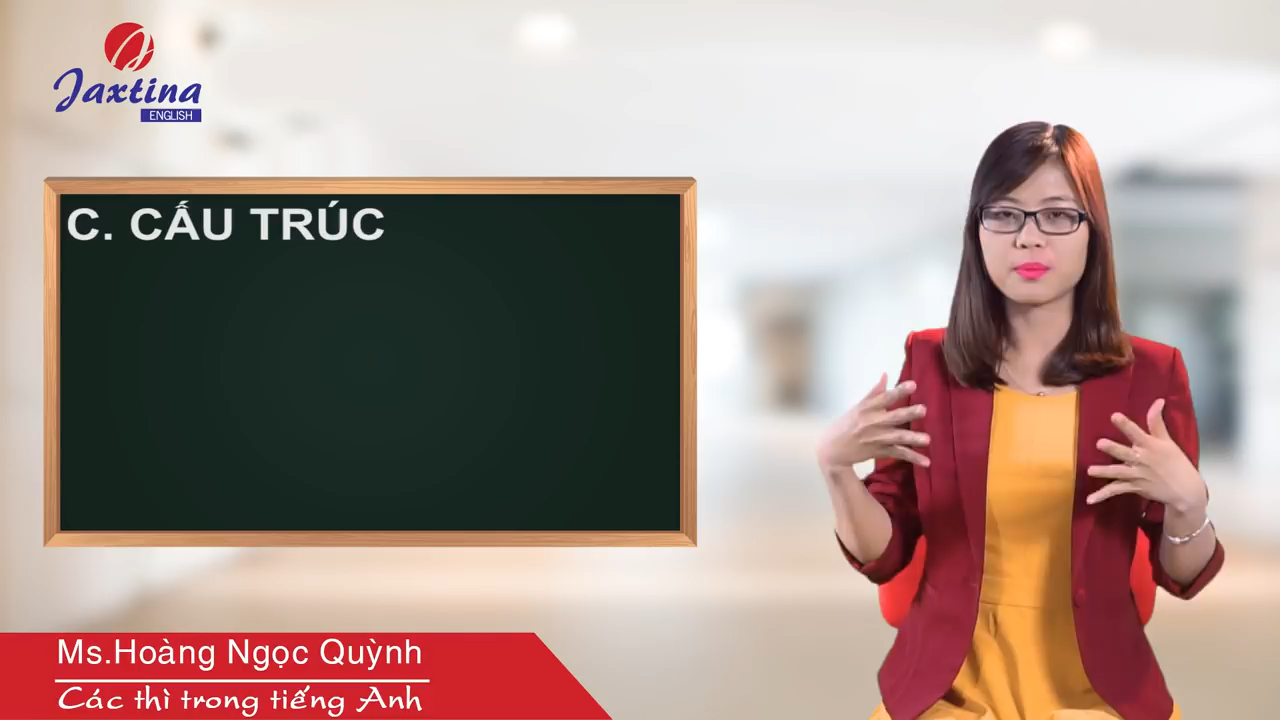 Jaxtina
ENGLISH
C. CẤU TRÚC
Ms.Hoàng Ngọc Quỳnh
Các thì trong tiếng Anh